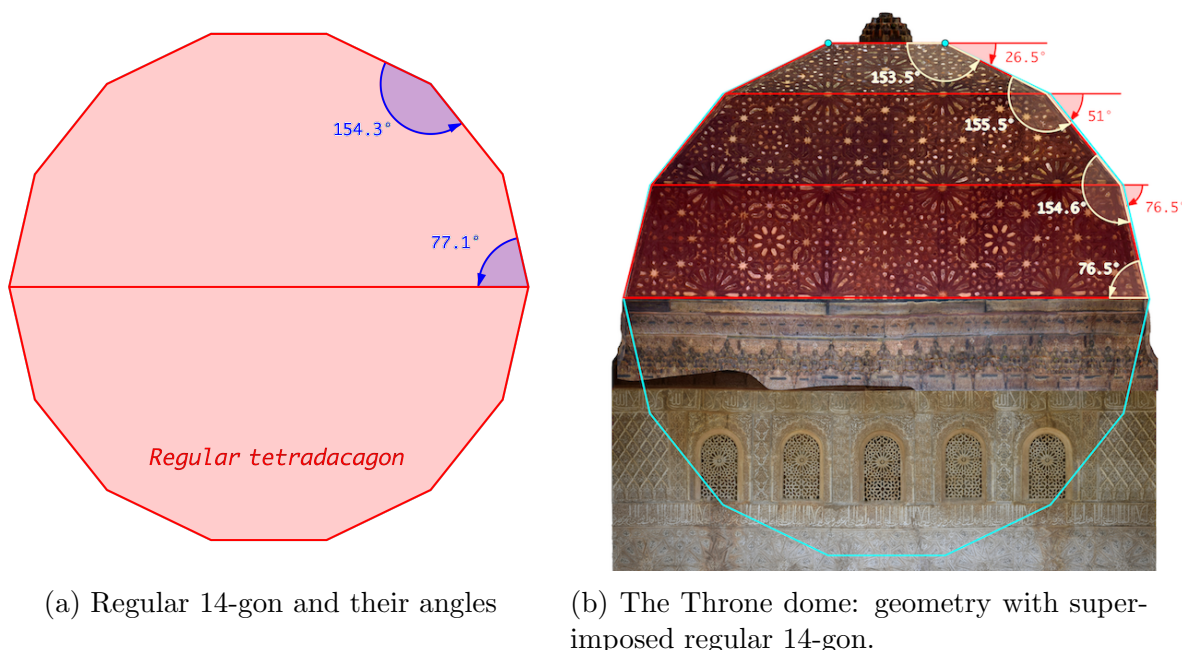 154.3°
77.1°
Regular tetradacagon
26.5°
153.5°
51°
155.5°
154.6°
76.5°
76.5°
(a) Regular 14-gon and their angles
(b) The Throne dome: geometry with super-
imposed regular 14-gon.